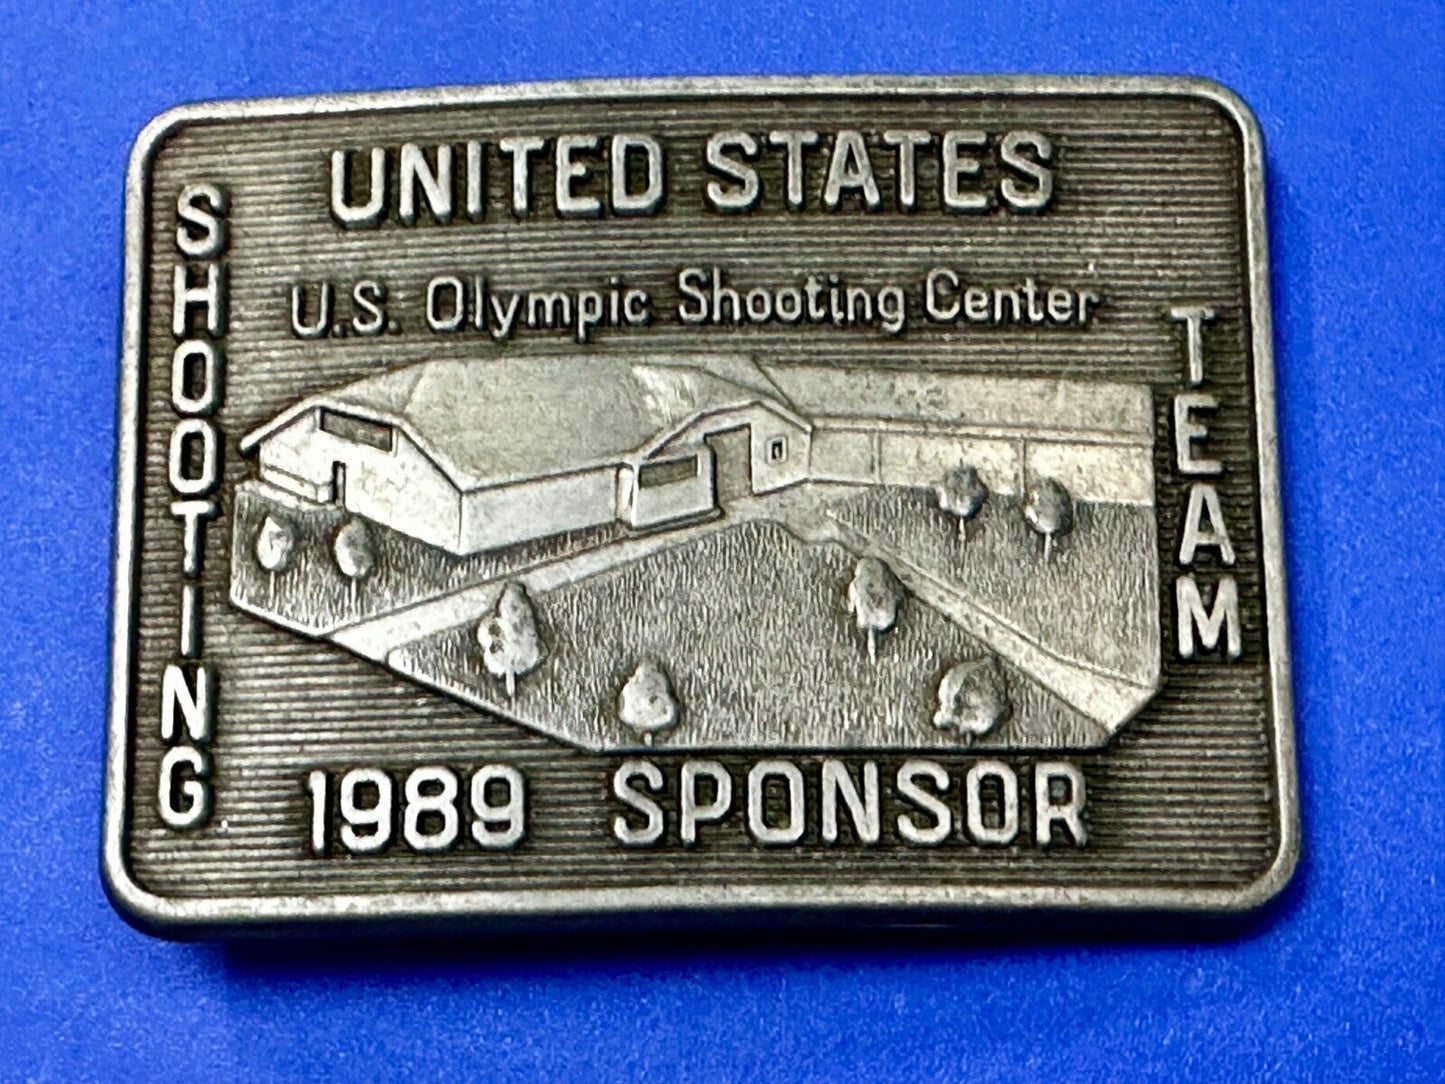 UNITED STATES
SHOOTING
TEAM
U.S. Olympic Shooting Center
1989 SPONSOR